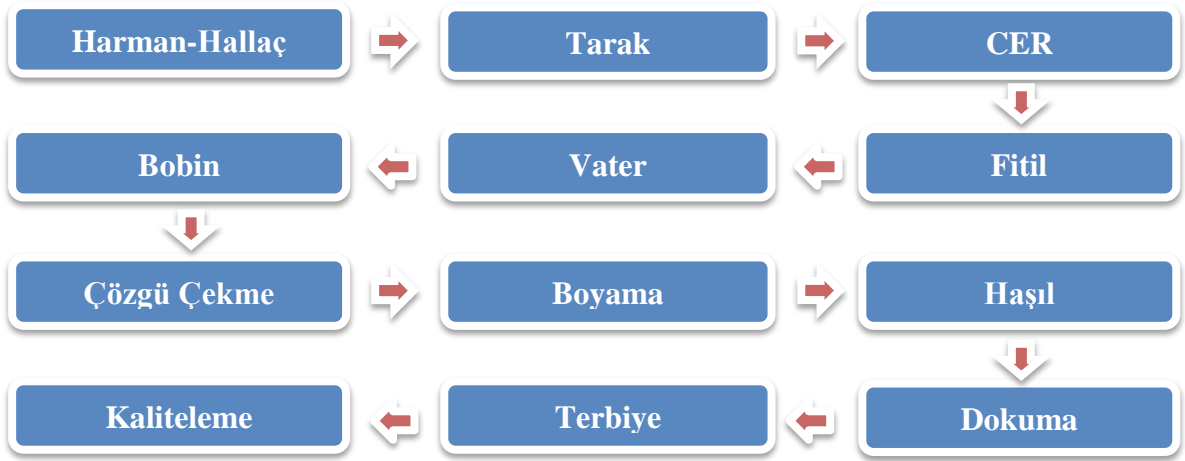 Harman-Hallaç
Tarak
CER
Fitil
Vater
Bobin
Çözgü Çekme
Boyama
Haşıl
Dokuma
Terbiye
Kaliteleme